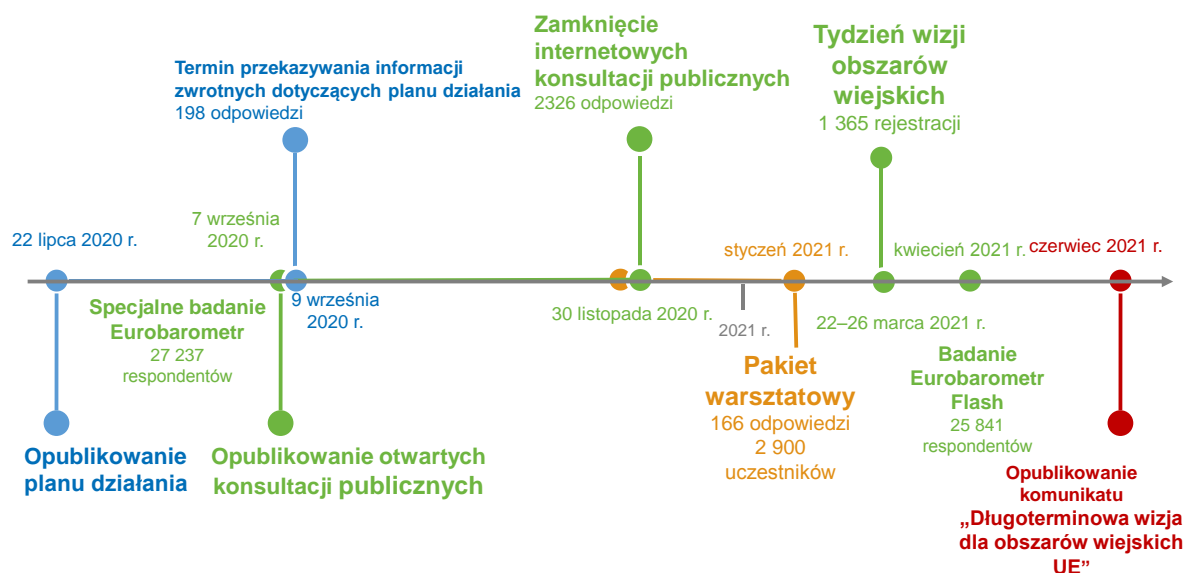 Termin przekazywania informacji
zwrotnych dotyczących planu działania
198 odpowiedzi
Zamknięcie
internetowych
konsultacji publicznych
2326 odpowiedzi
Tydzień wizji
obszarów
wiejskich
1 365 rejestracji
22 lipca 2020 r.
7 września
2020 r.
styczeń 2021 r.
kwiecień 2021 r.
czerwiec 2021 r.
Specjalne badanie
Eurobarometr
27 237
respondentów
9 września
2020 r.
30 listopada 2020 r.
2021 r.
22–26 marca 2021 r.
Pakiet
warsztatowy
166 odpowiedzi
2 900
uczestników
Badanie
Eurobarometr
Flash
25 841
respondentów
Opublikowanie
planu działania
Opublikowanie otwartych
konsultacji publicznych
Opublikowanie
komunikatu
„Długoterminowa wizja
dla obszarów wiejskich
UE”